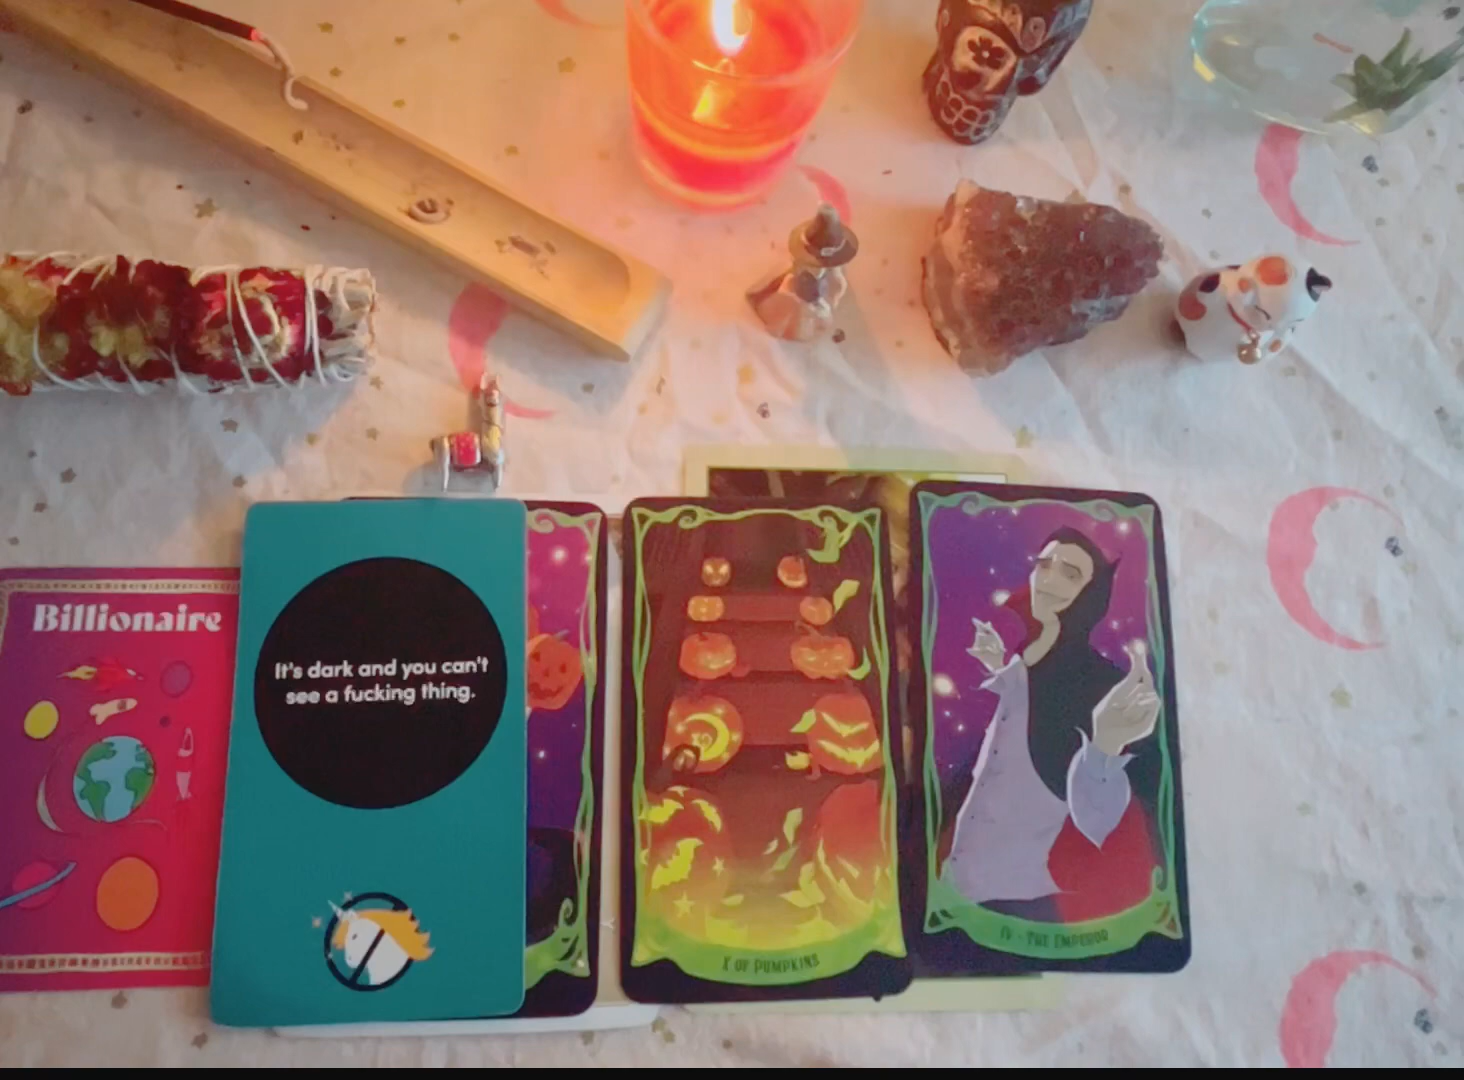 Billionaire
It's dark and you can't
see a fucking thing.
X OF PUMPKINS
IV - THE EMPEROR